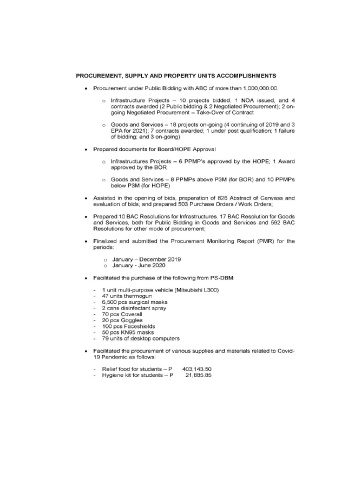 PROCUREMENT, SUPPLY AND PROPERTY UNITS ACCOMPLISHMENTS
• Procurement under Public Bidding with ABC of more than 1,000,000.00
o Infrastructure Projects – 10 projects bidded, 1 NOA issued, and 4
contracts awarded (2 Public bidding & 2 Negotiated Procurement); 2 on-
going Negotiated Procurement – Take-Over of Contract
o Goods and Services – 18 projects on-going (4 continuing of 2019 and 3
EPA for 2021); 7 contracts awarded; 1 under post qualification; 1 failure
of bidding; and 3 on-going)
• Prepared documents for Board/HOPE Approval
o Infrastructures Projects – 6 PPMPs approved by the HOPE; 1 Award
approved by the BOR
o Goods and Services – 8 PPMPs above P3M (for BOR) and 10 PPMPs
below P3M (for HOPE)
• Assisted in the opening of bids, preparation of 825 Abstract of Canvass and
evaluation of bids; and prepared 503 Purchase Orders / Work Orders;
• Prepared 10 BAC Resolutions for Infrastructures, 17 BAC Resolution for Goods
and Services, both for Public Bidding in Goods and Services and 592 BAC
Resolutions for other mode of procurement;
• Finalized and submitted the Procurement Monitoring Report (PMR) for the
periods:
o January – December 2019
o January - June 2020
• Facilitated the purchase of the following from PS-DBM:
- 1 unit multi-purpose vehicle (Mitsubishi L300)
- 47 units thermogun
- 6,500 pcs surgical masks
- 2 cans disinfectant spray
- 70 pcs Coverall
- 20 pcs Goggles
- 100 pcs Faceshields
- 50 pcs KN95 masks
- 79 units of desktop computers
• Facilitated the procurement of various supplies and materials related to Covid-
19 Pandemic as follows:
- Relief food for students – P 403,143.50
- Hygiene kit for students – P 21,885.85